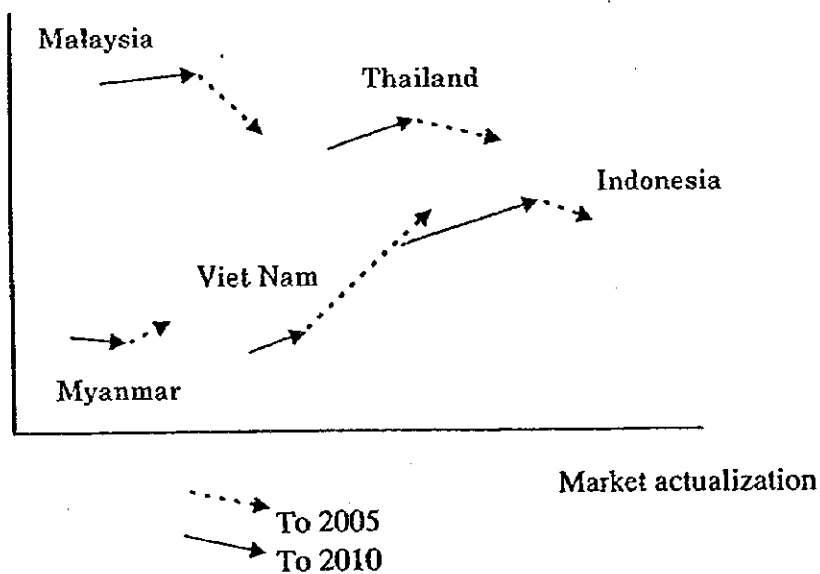 Malaysia
Thailand
Indonesia
Viet Nam
Myanmar
Market actualization
To 2005
To 2010